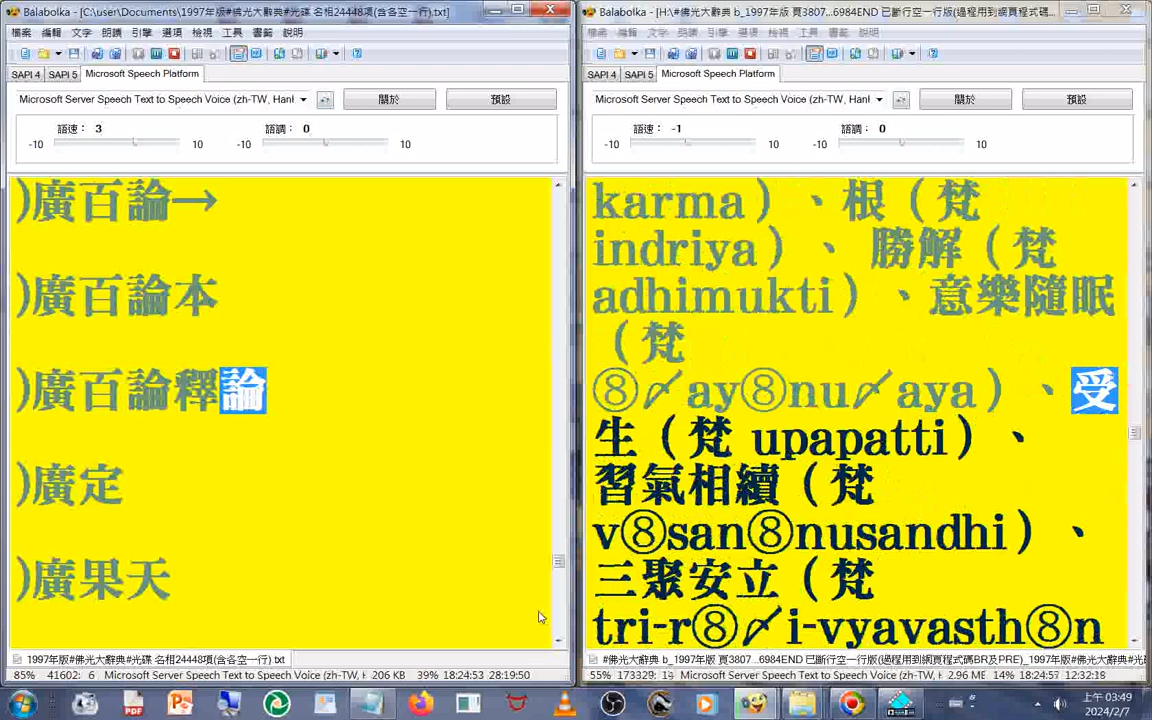 Balabolka - [C:\user\Documents\1997年版#佛光大辭典#光碟 名相24448項(含各空一行).txt]
檔案 編輯 文字 朗讀 引擎 選項 檢視 工具 書籤 說明
SAPI 4 SAPI 5 Microsoft Speech Platform
Microsoft Server Speech Text to Speech Voice (zh-TW, Hanl
關於 預設
語速： 3 語調： 0
-10 10 -10 10
)廣百論→
)廣百論本
)廣百論釋論
)廣定
)廣果天
1997年版#佛光大辭典#光碟 名相24448項(含各空一行).txt
85% 41602: 6 Microsoft Server Speech Text to Speech Voice (zh-TW, H 206 KB 39% 18:24:53 28:19:50
Balabolka - [H:\#佛光大辭典 b_1997年版 頁3807...6984END 已斷行空一行版(過程用到網頁程式碼...
檔案 編輯 文字 朗讀 引擎 選項 檢視 工具 書籤 說明
SAPI 4 SAPI 5 Microsoft Speech Platform
Microsoft Server Speech Text to Speech Voice (zh-TW, Hanl
關於 預設
語速： -1 語調： 0
-10 10 -10 10
karma）、根（梵
indriya）、 勝解（梵
adhimukti）、意樂隨眠
（梵
⑧〆ay⑧nu〆aya）、受
生（梵 upapatti）、
習氣相續（梵
v⑧san⑧nusandhi）、
三聚安立（梵
tri-r⑧〆i-vyavasth⑧n
#佛光大辭典 b_1997年版 頁3807...6984END 已斷行空一行版(過程用到網頁程式碼BR及PRE)_1997年版#佛光
55% 173329: 1 Microsoft Server Speech Text to Speech Voice (zh-TW, H 2.96 ME 14% 18:24:57 12:32:18
上午 03:49
2024/2/7